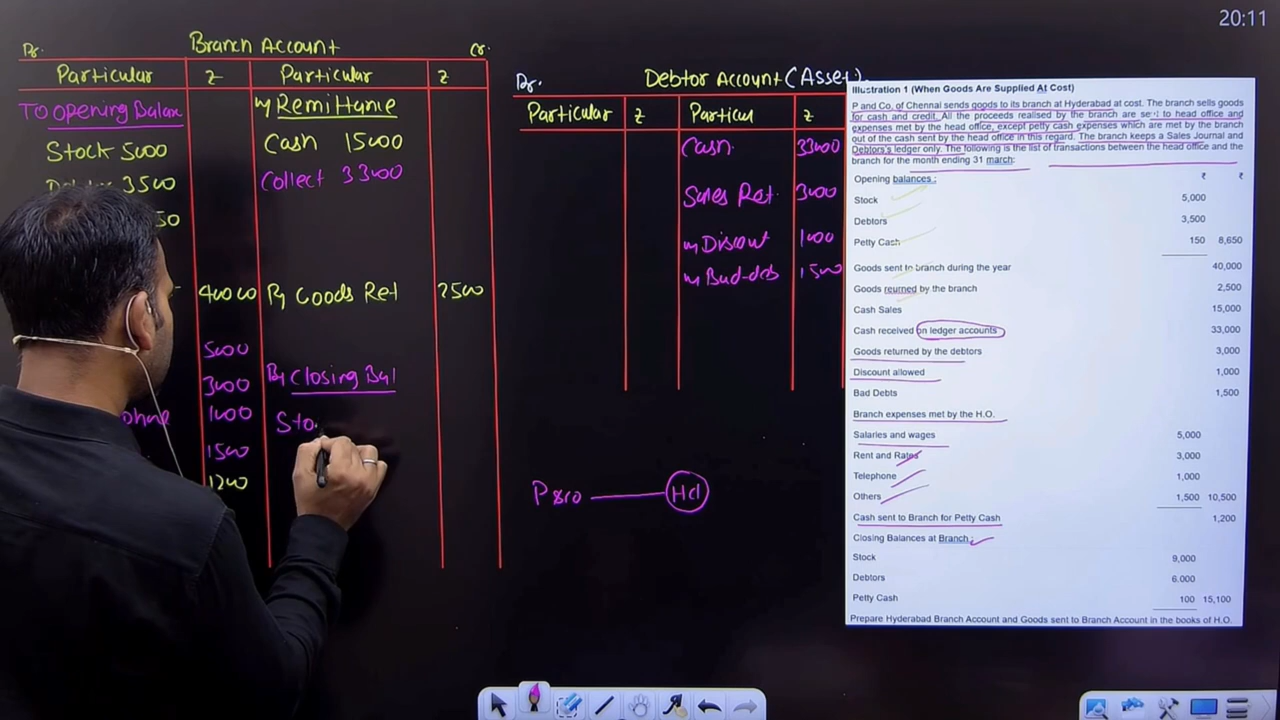 20:11
Dr. Branch Account Cr.
Particular ₹ Particular ₹
To Opening Balan By Remittance
Stock 5000 Cash 15000
3500 Collect 33000
50
40000 By Goods Ret 2500
5000
3000 By Closing Bal
phone 1000 Sto
1500
1200
Dr. Debtor Account (Asset).
Particular ₹ Particul ₹
Cash 33000
Sales Ret. 3000
By Discout 1000
By Bad-deb 1500
HO
Illustration 1 (When Goods Are Supplied At Cost)
P and Co, of Chennai sends goods to its branch at Hyderabad at cost. The branch sells goods
for cash and credit. All the proceeds realised by the branch are sent to head office and
expenses met by the head office, except petty cash expenses which are met by the branch
out of the cash sent by the head office in this regard. The branch keeps a Sales Journal and
Debtors's ledger only. The following is the list of transactions between the head office and the
branch for the month ending 31 march:
₹ ₹
Opening balances :
Stock 5,000
Debtors 3,500
Petty Cash 150 8,650
Goods sent to branch during the year 40,000
Goods reurned by the branch 2,500
Cash Sales 15,000
Cash received on ledger accounts 33,000
Goods returned by the debtors 3,000
Discount allowed 1,000
Bad Debts 1,500
Branch expenses met by the H.O.
Salaries and wages 5,000
Rent and Rates 3,000
Telephone 1,000
Others 1,500 10,500
Cash sent to Branch for Petty Cash 1,200
Closing Balances at Branch:
Stock 9,000
Debtors 6.000
Petty Cash 100 15,100
Prepare Hyderabad Branch Account and Goods sent to Branch Account in the books of H.O.